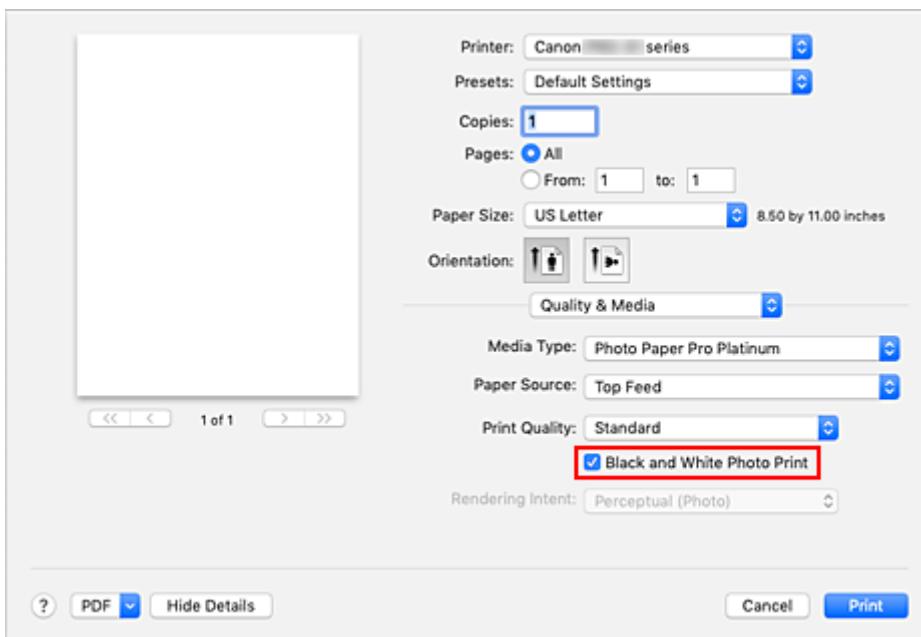 Printer: Canon series
Presets: Default Settings
Copies: 1
Pages: All
From: 1 to: 1
Paper Size: US Letter 8.50 by 11.00 inches
Orientation:
Quality & Media
Media Type: Photo Paper Pro Platinum
Paper Source: Top Feed
<< < 1 of 1 > >>
Print Quality: Standard
Black and White Photo Print
Rendering Intent: Perceptual (Photo)
? PDF Hide Details Cancel Print